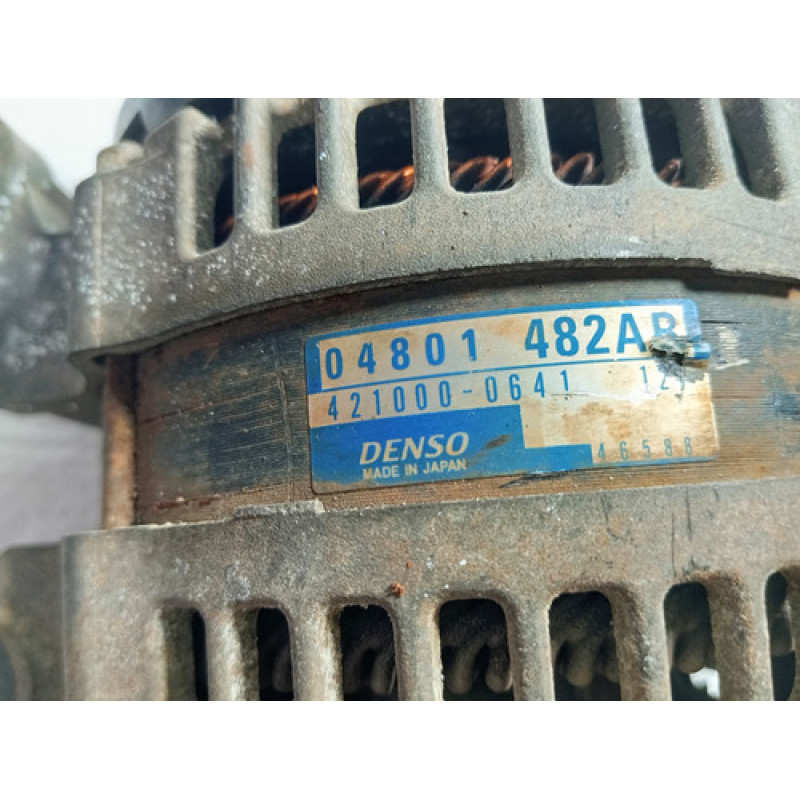 04801 482AB
421000-0641
DENSO
46588
MADE IN JAPAN